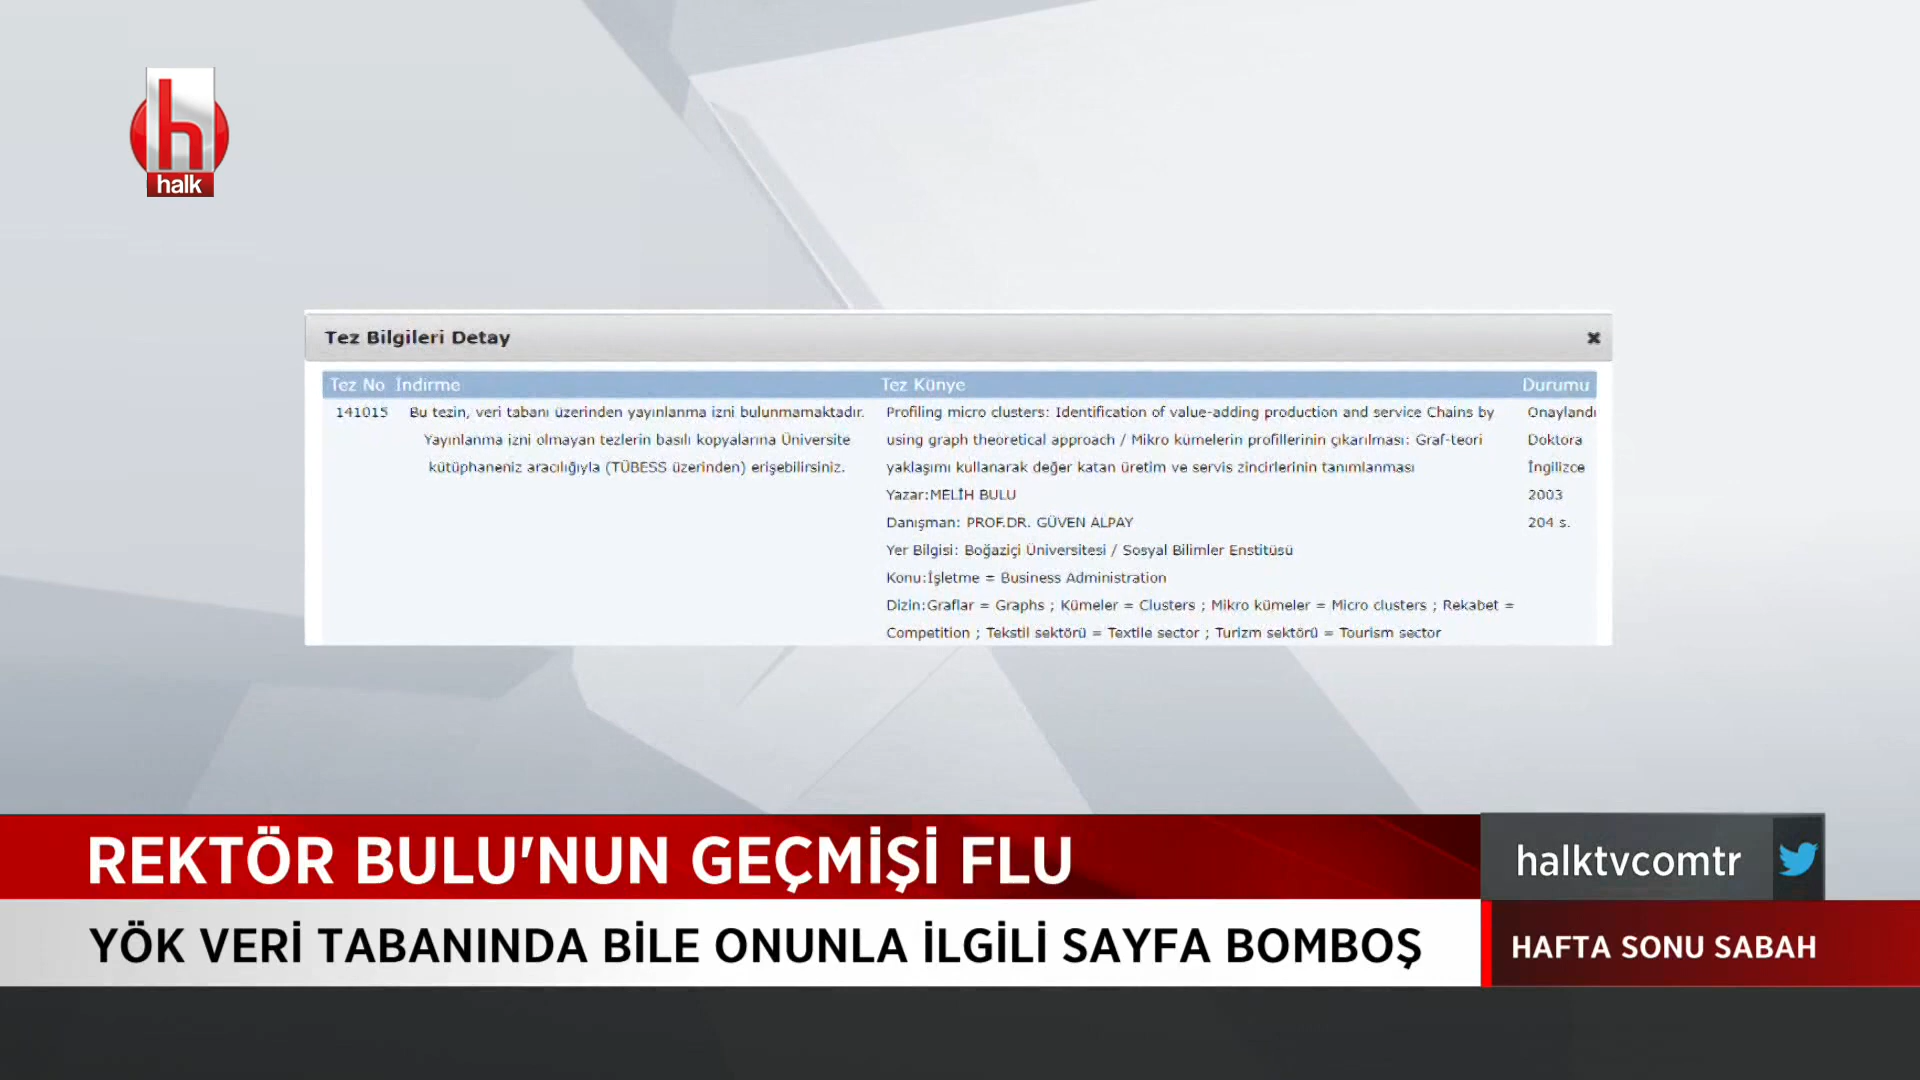 h
halk
Tez Bilgileri Detay
Tez No İndirme Tez Künye Durumu
141015 Bu tezin, veri tabanı üzerinden yayınlanma izni bulunmamaktadır. Profiling micro clusters: Identification of value-adding production and service Chains by Onaylandı
Yayınlanma izni olmayan tezlerin basılı kopyalarına Üniversite using graph theoretical approach / Mikro kümelerin profillerinin çıkarılması: Graf-teori Doktora
kütüphaneniz aracılığıyla (TÜBESS üzerinden) erişebilirsiniz. yaklaşımı kullanarak değer katan üretim ve servis zincirlerinin tanımlanması İngilizce
Yazar:MELİH BULU 2003
Danışman: PROF.DR. GÜVEN ALPAY 204 s.
Yer Bilgisi: Boğaziçi Üniversitesi / Sosyal Bilimler Enstitüsü
Konu:İşletme = Business Administration
Dizin:Graflar = Graphs ; Kümeler = Clusters ; Mikro kümeler = Micro clusters ; Rekabet =
Competition ; Tekstil sektörü = Textile sector ; Turizm sektörü = Tourism sector
REKTÖR BULU'NUN GEÇMİŞİ FLU
halktvcomtr
YÖK VERİ TABANINDA BİLE ONUNLA İLGİLİ SAYFA BOMBOŞ
HAFTA SONU SABAH